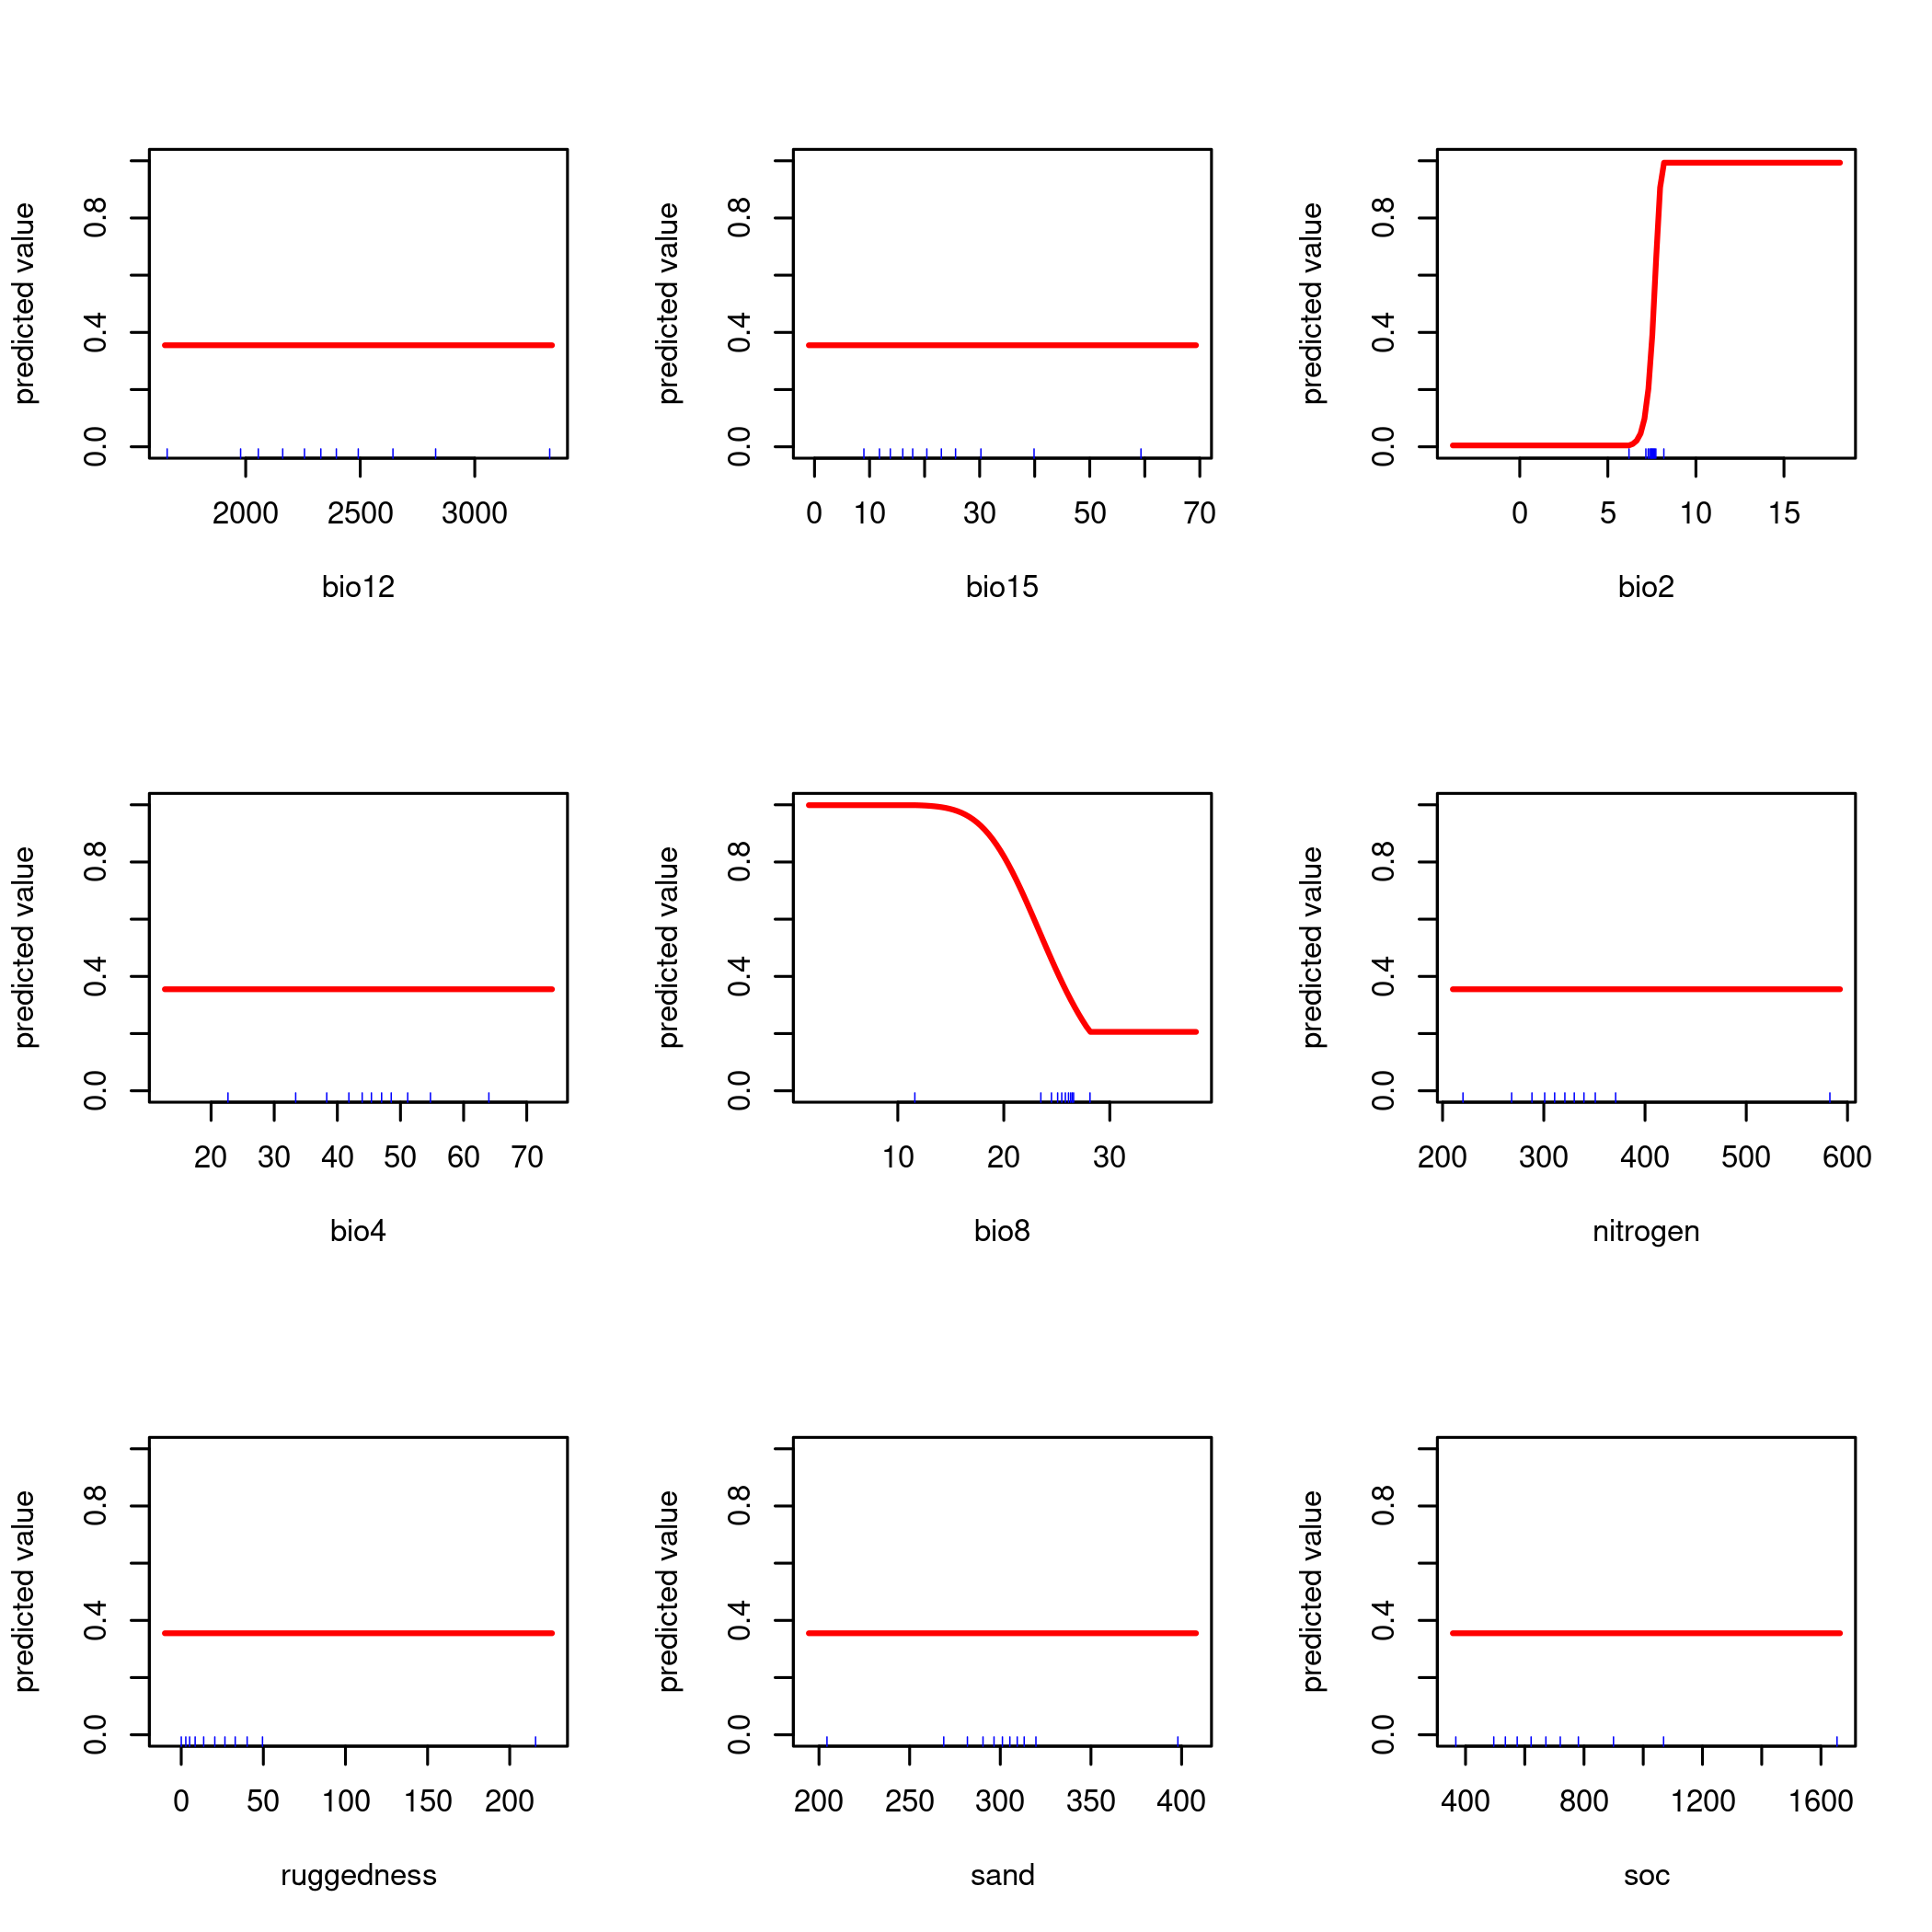 predicted value
0.0 0.4 0.8
2000 2500 3000
bio12
predicted value
0.0 0.4 0.8
0 10 30 50 70
bio15
predicted value
0.0 0.4 0.8
0 5 10 15
bio2
predicted value
0.0 0.4 0.8
20 30 40 50 60 70
bio4
predicted value
0.0 0.4 0.8
10 20 30
bio8
predicted value
0.0 0.4 0.8
200 300 400 500 600
nitrogen
predicted value
0.0 0.4 0.8
0 50 100 150 200
ruggedness
predicted value
0.0 0.4 0.8
200 250 300 350 400
sand
predicted value
0.0 0.4 0.8
400 800 1200 1600
soc